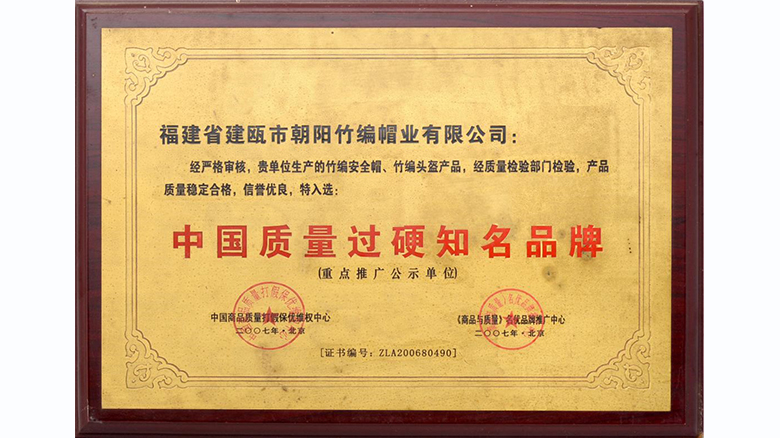 福建省建瓯市朝阳竹编帽业有限公司：
经严格审核，贵单位生产的竹编安全帽、竹编头盔产品，经质量检验部门检验，产品
质量稳定合格，信誉优良，特入选：
中国质量过硬知名品牌
(重点推广公示单位)
中国商品质量打假保优维权中心
二〇〇七年·北京
《商品与质量》名优品牌推广中心
二〇〇七年·北京
[证书编号：ZLA200680490]